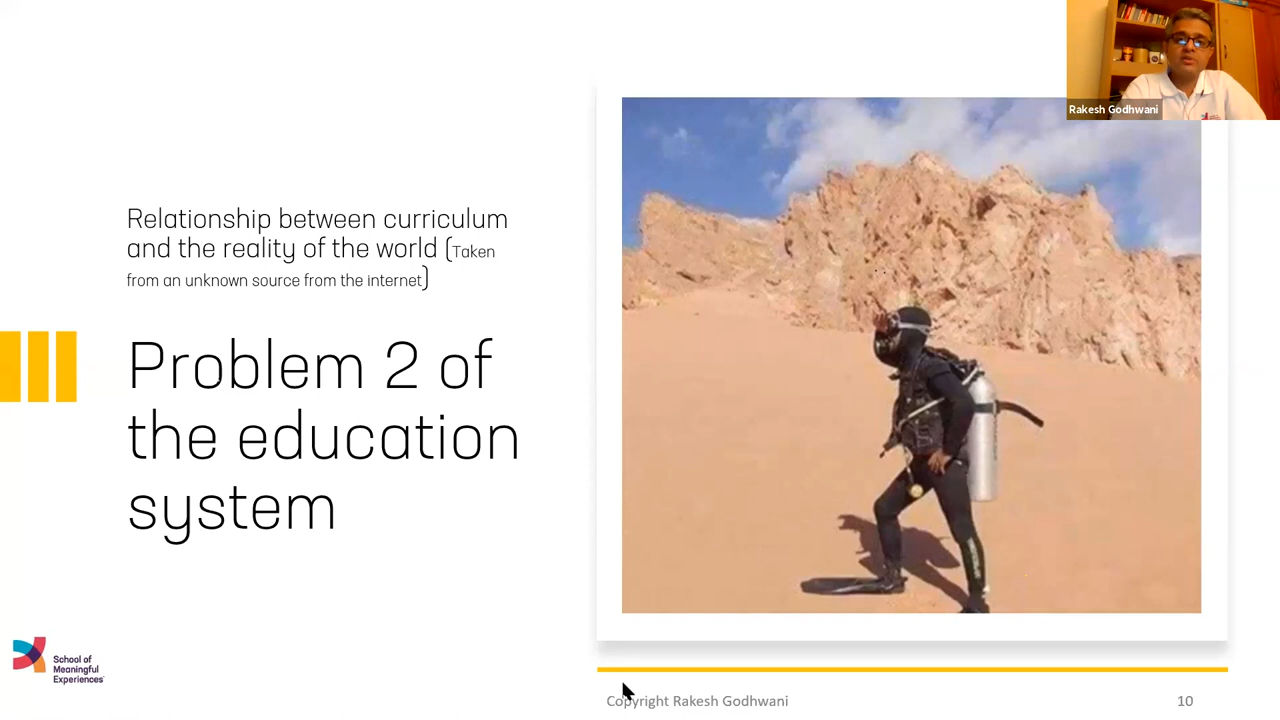 Rakesh Godhwani
Relationship between curriculum
and the reality of the world (Taken
from an unknown source from the internet)
Problem 2 of
the education
system
School of
Meaningful
Experiences
Copyright Rakesh Godhwani
10